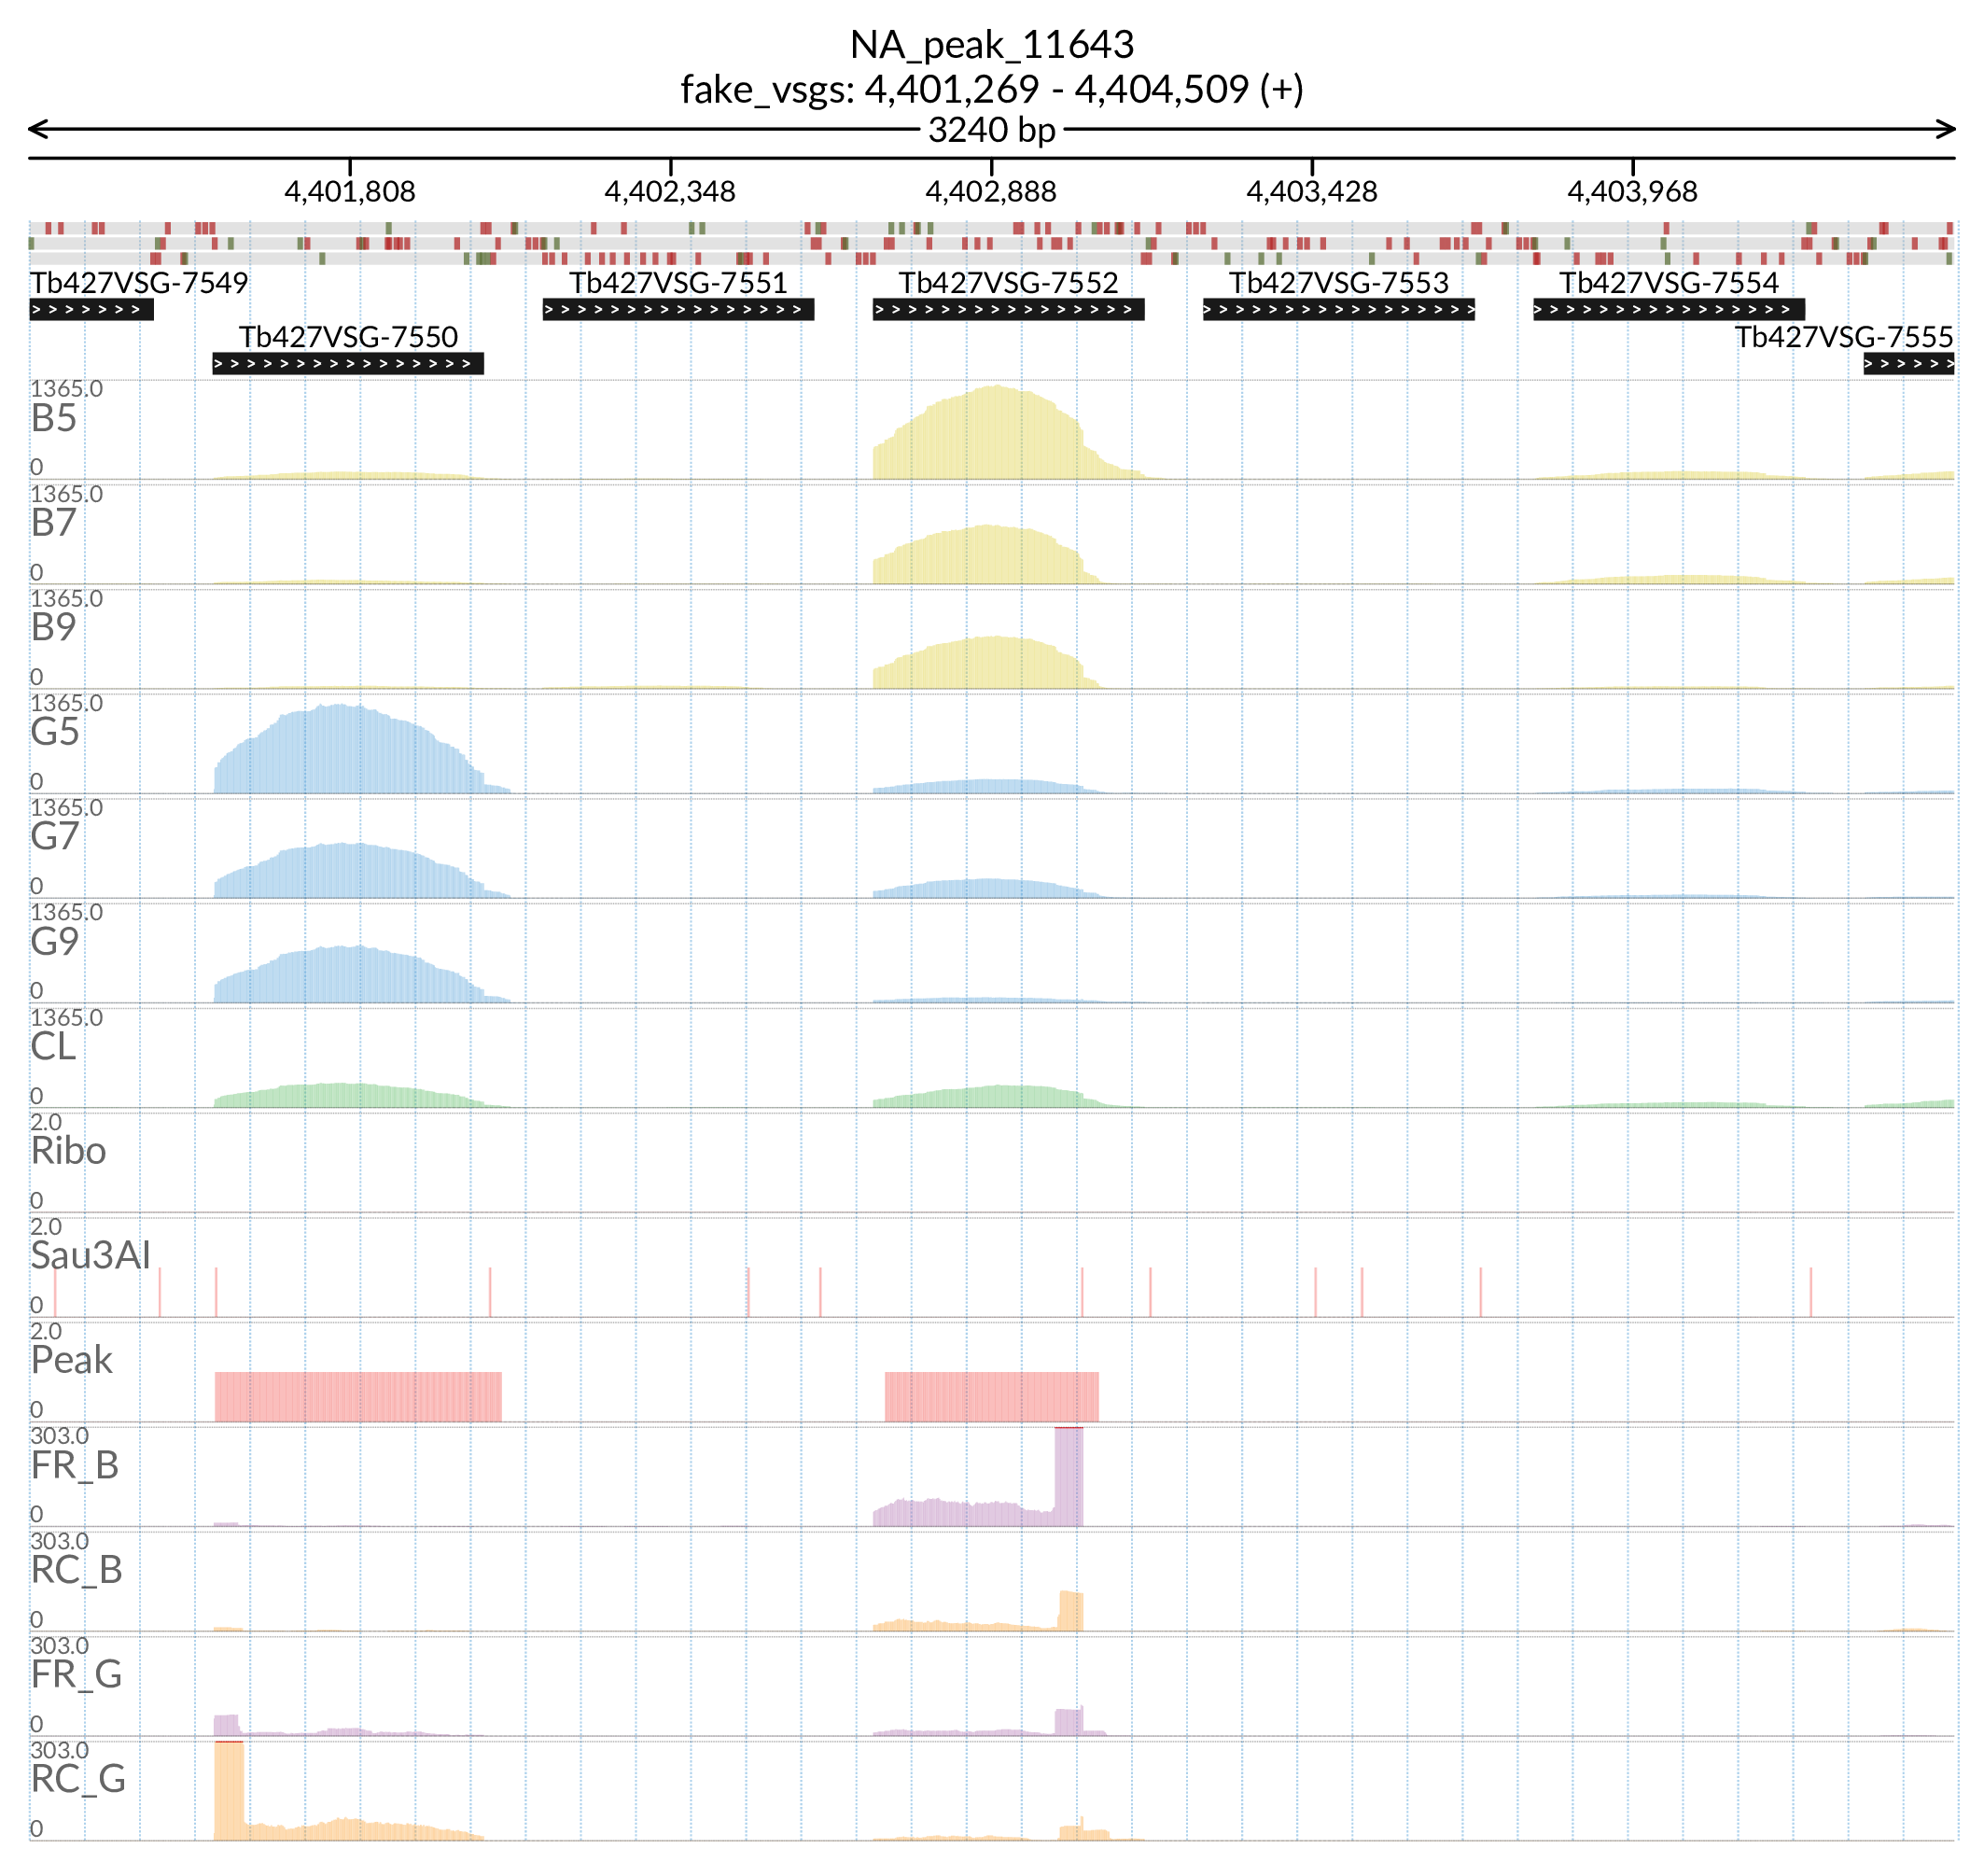 NA_peak_11643
fake_vsgs: 4,401,269 - 4,404,509 (+)
3240 bp
4,401,808 4,402,348 4,402,888 4,403,428 4,403,968
Tb427VSG-7549 Tb427VSG-7551 Tb427VSG-7552 Tb427VSG-7553 Tb427VSG-7554
Tb427VSG-7550 Tb427VSG-7555
1365.0
B5
0
1365.0
B7
0
1365.0
B9
0
1365.0
G5
0
1365.0
G7
0
1365.0
G9
0
1365.0
CL
0
2.0
Ribo
0
2.0
Sau3AI
0
2.0
Peak
0
303.0
FR_B
0
303.0
RC_B
0
303.0
FR_G
0
303.0
RC_G
0